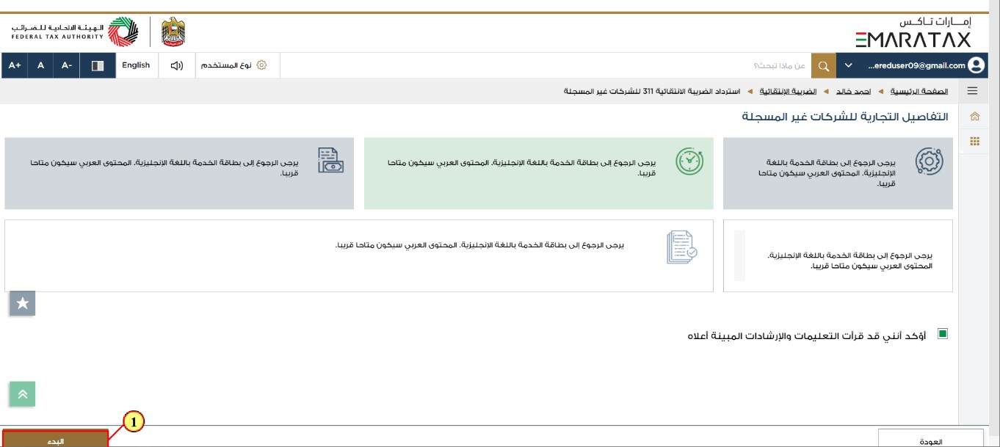 إمـــارات تــاكــس
EMARATAX
الـهـيـئـة الاتـحـاديـة لـلـضـرائـب
FEDERAL TAX AUTHORITY
...ereduser09@gmail.com
عن ماذا تبحث؟
نوع المستخدم
English
A-
A
A+
الصفحة الرئيسية
احمد خالد
الضريبة الإنتقائية
استرداد الضريبة الانتقائية 311 للشركات غير المسجلة
التفاصيل التجارية للشركات غير المسجلة
يرجى الرجوع إلى بطاقة الخدمة باللغة
الإنجليزية. المحتوى العربي سيكون متاحا
قريبا.
يرجى الرجوع إلى بطاقة الخدمة باللغة الإنجليزية. المحتوى العربي سيكون متاحا
قريبا.
يرجى الرجوع إلى بطاقة الخدمة باللغة الإنجليزية. المحتوى العربي سيكون متاحا
قريبا.
يرجى الرجوع إلى بطاقة الخدمة باللغة الإنجليزية.
المحتوى العربي سيكون متاحا قريبا.
يرجى الرجوع إلى بطاقة الخدمة باللغة الإنجليزية. المحتوى العربي سيكون متاحا قريبا.
أؤكد أنني قد قرأت التعليمات والإرشادات المبينة أعلاه
1
العودة
البدء